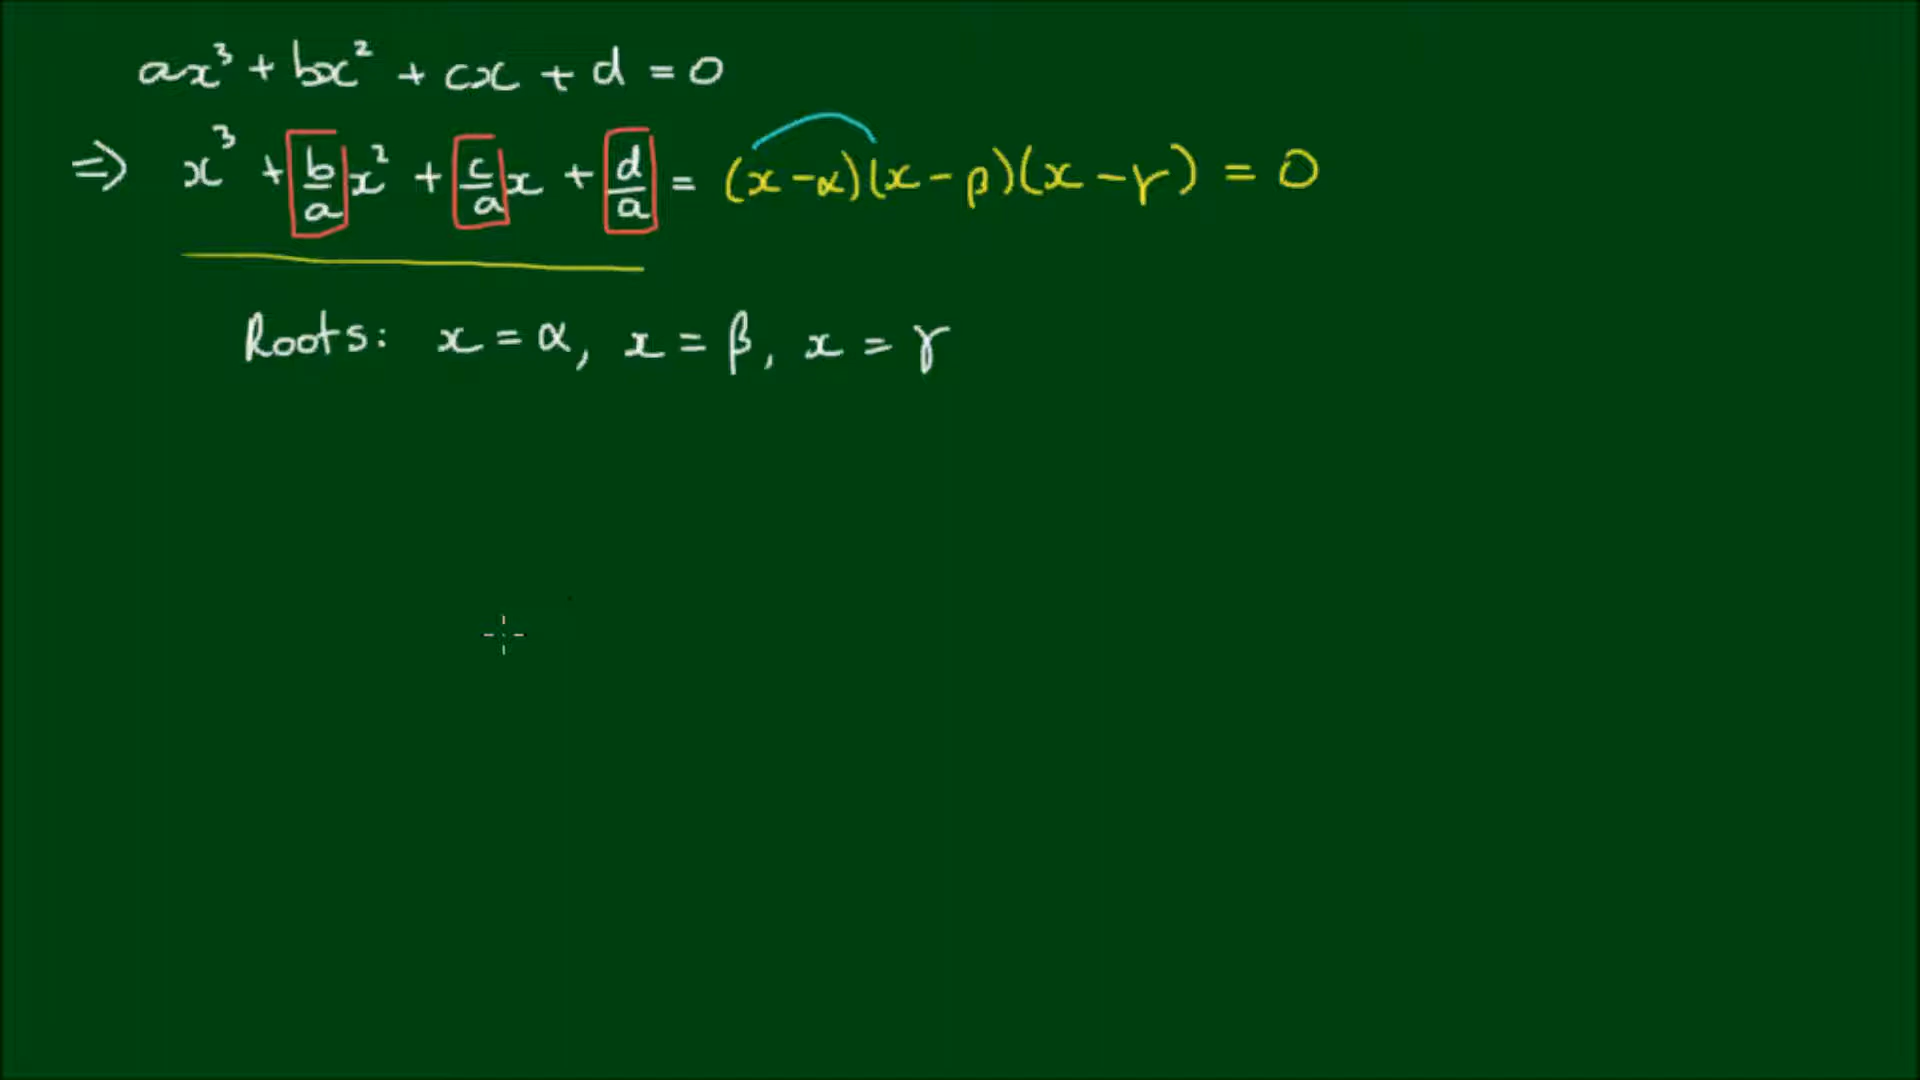 ax³ + bx² + cx + d = 0
⇒ x³ + b/a x² + c/a x + d/a = (x - α)(x - β)(x - γ) = 0
Roots: x = α, x = β, x = γ